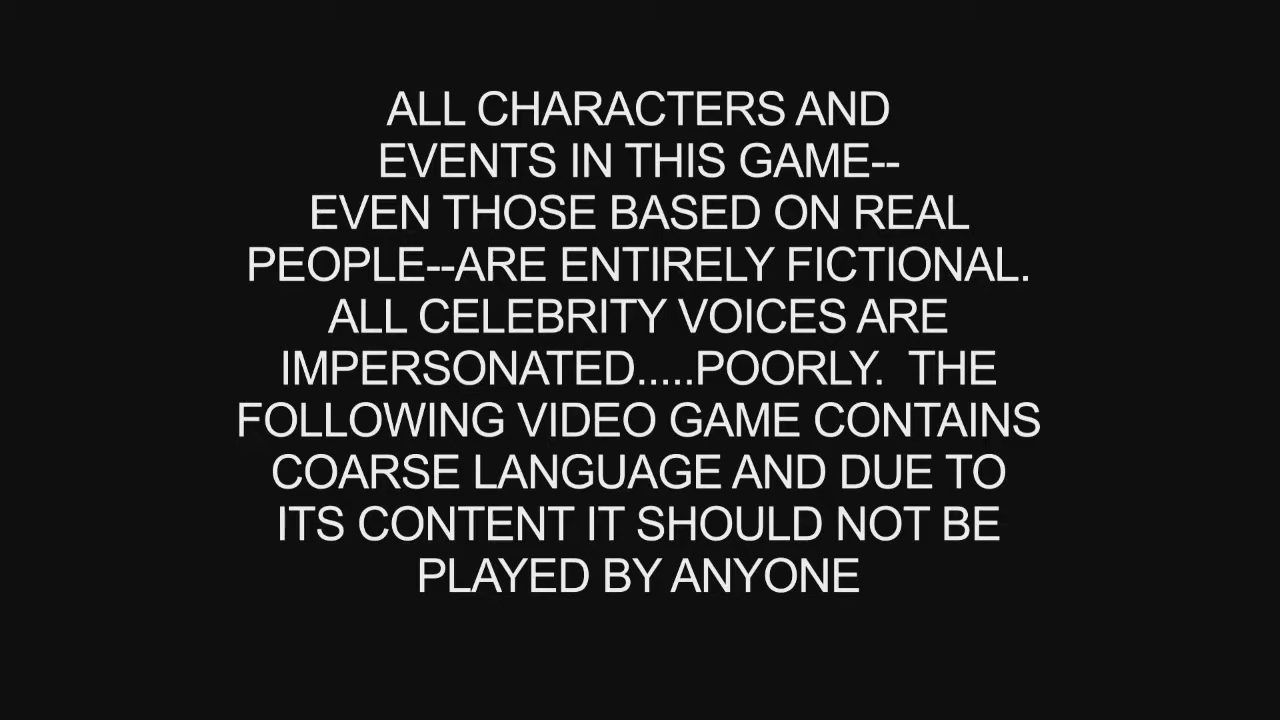 ALL CHARACTERS AND
EVENTS IN THIS GAME--
EVEN THOSE BASED ON REAL
PEOPLE--ARE ENTIRELY FICTIONAL.
ALL CELEBRITY VOICES ARE
IMPERSONATED.....POORLY.  THE
FOLLOWING VIDEO GAME CONTAINS
COARSE LANGUAGE AND DUE TO
ITS CONTENT IT SHOULD NOT BE
PLAYED BY ANYONE